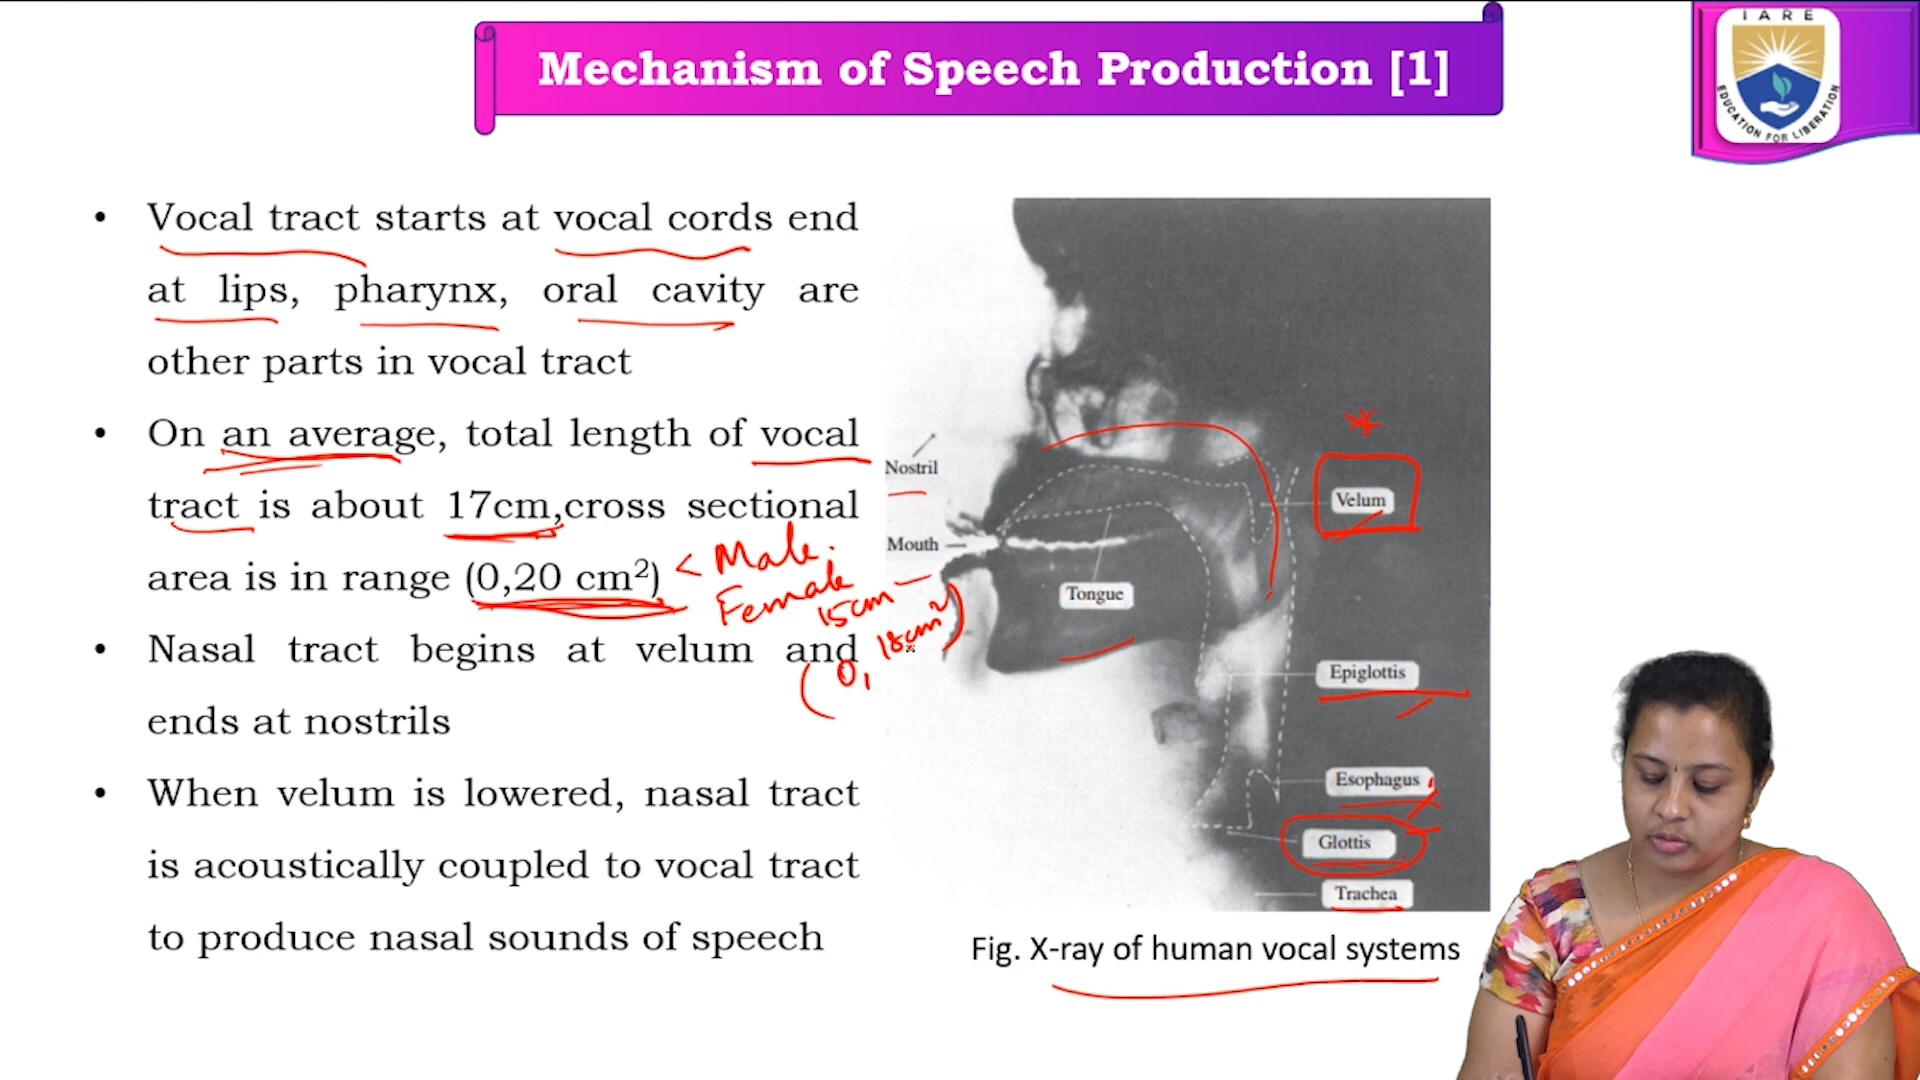 Mechanism of Speech Production [1]
I A R E
EDUCATION FOR LIBERATION
• Vocal tract starts at vocal cords end
at lips, pharynx, oral cavity are
other parts in vocal tract
• On an average, total length of vocal
tract is about 17cm,cross sectional
area is in range (0,20 cm²)
< Male.
Female
15cm
(0, 18cm²)
• Nasal tract begins at velum and
ends at nostrils
• When velum is lowered, nasal tract
is acoustically coupled to vocal tract
to produce nasal sounds of speech
Nostril
Velum
Mouth
Tongue
Epiglottis
Esophagus
Glottis
Trachea
Fig. X-ray of human vocal systems